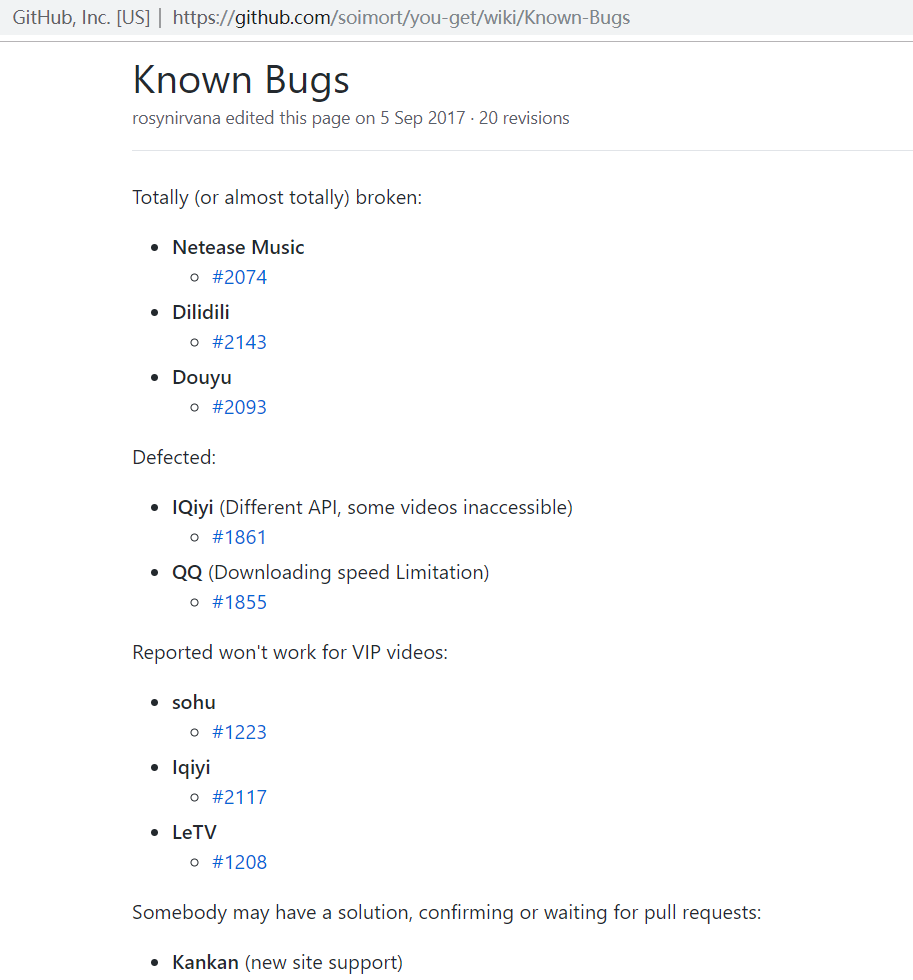 GitHub, Inc. [US] | https://github.com/soimort/you-get/wiki/Known-Bugs
Known Bugs
rosynirvana edited this page on 5 Sep 2017 · 20 revisions
Totally (or almost totally) broken:
Netease Music
#2074
Dilidili
#2143
Douyu
#2093
Defected:
IQiyi (Different API, some videos inaccessible)
#1861
QQ (Downloading speed Limitation)
#1855
Reported won't work for VIP videos:
sohu
#1223
Iqiyi
#2117
LeTV
#1208
Somebody may have a solution, confirming or waiting for pull requests:
Kankan (new site support)